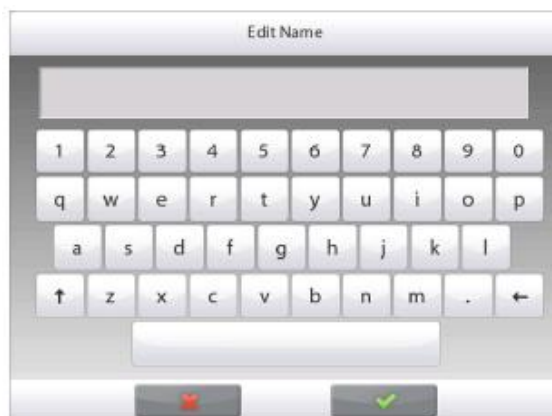 Edit Name
1 2 3 4 5 6 7 8 9 0
q w e r t y u i o p
a s d f g h j k l
↑ z x c v b n m . ←